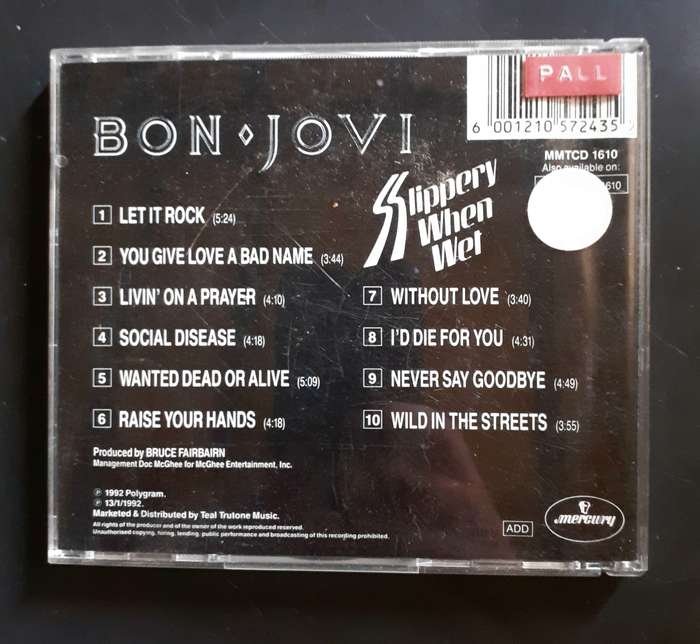 PALL
6 001210 572435
MMTCD 1610
Also available on:
1610
BON JOVI
Slippery
When
Wet
1 LET IT ROCK (5:24)
2 YOU GIVE LOVE A BAD NAME (3:44)
3 LIVIN' ON A PRAYER (4:10)
4 SOCIAL DISEASE (4:18)
5 WANTED DEAD OR ALIVE (5:09)
6 RAISE YOUR HANDS (4:18)
7 WITHOUT LOVE (3:40)
8 I'D DIE FOR YOU (4:31)
9 NEVER SAY GOODBYE (4:49)
10 WILD IN THE STREETS (3:55)
Produced by BRUCE FAIRBAIRN
Management Doc McGhee for McGhee Entertainment, Inc.
℗ 1992 Polygram.
℗ 13/1/1992.
Marketed & Distributed by Teal Trutone Music.
All rights of the producer and of the owner of the work reproduced reserved.
Unauthorised copying, hiring, lending, public performance and broadcasting of this recording prohibited.
ADD
mercury